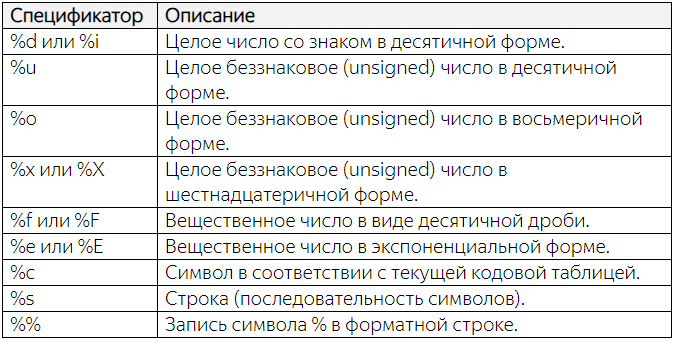 Спецификатор Описание
%d или %i Целое число со знаком в десятичной форме.
%u Целое беззнаковое (unsigned) число в десятичной
форме.
%o Целое беззнаковое (unsigned) число в восьмеричной
форме.
%x или %X Целое беззнаковое (unsigned) число в
шестнадцатеричной форме.
%f или %F Вещественное число в виде десятичной дроби.
%e или %E Вещественное число в экспоненциальной форме.
%c Символ в соответствии с текущей кодовой таблицей.
%s Строка (последовательность символов).
%% Запись символа % в форматной строке.